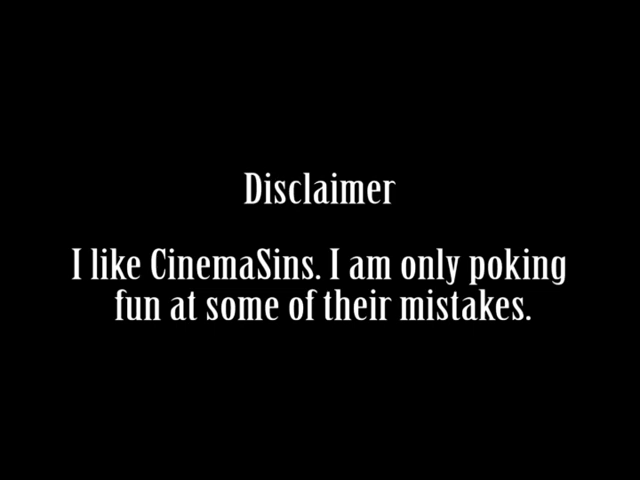 Disclaimer
I like CinemaSins. I am only poking
fun at some of their mistakes.